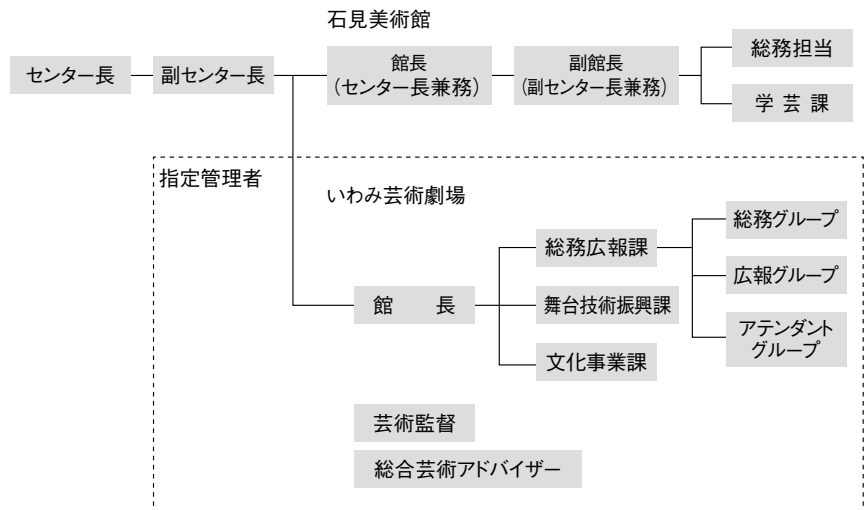 石見美術館
センター長
副センター長
館長
（センター長兼務）
副館長
（副センター長兼務）
総務担当
学 芸 課
指定管理者
いわみ芸術劇場
館　　長
総務広報課
舞台技術振興課
文化事業課
総務グループ
広報グループ
アテンダント
グループ
芸術監督
総合芸術アドバイザー